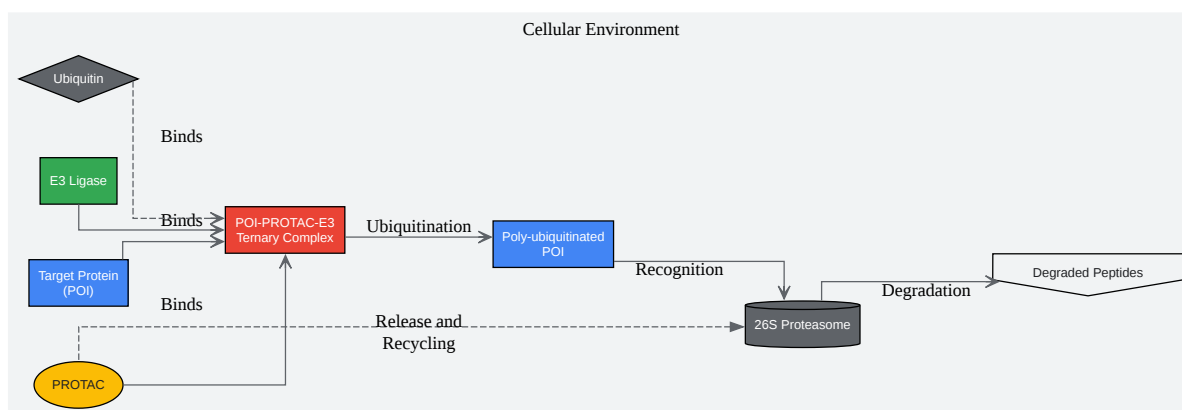 Cellular Environment
Ubiquitin
Binds
E3 Ligase
Binds
POI-PROTAC-E3
Ternary Complex
Ubiquitination
Poly-ubiquitinated
POI
Recognition
Target Protein
(POI)
Binds
Release and
Recycling
26S Proteasome
Degradation
Degraded Peptides
PROTAC